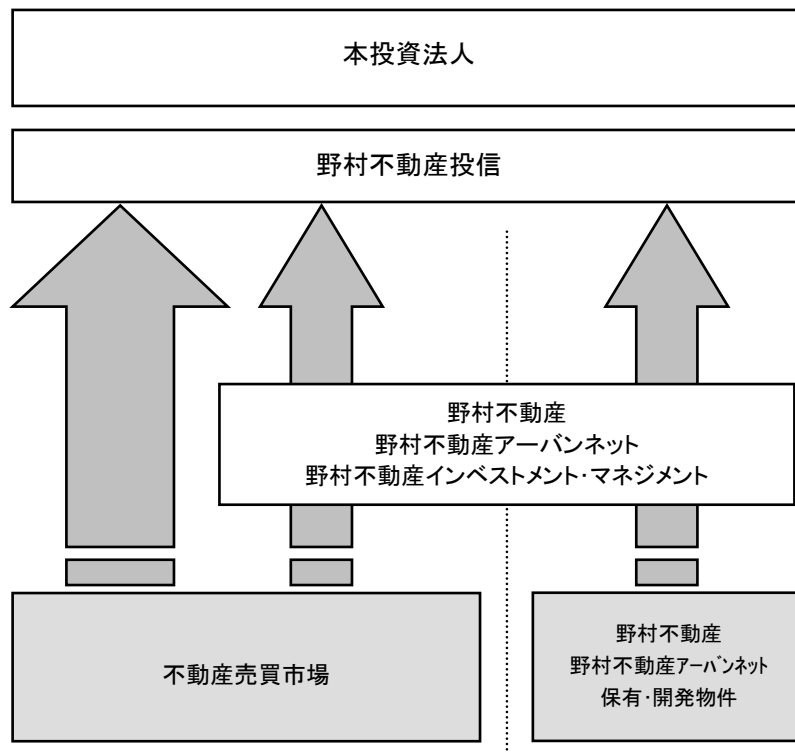 本投資法人
野村不動産投信
野村不動産
野村不動産アーバンネット
野村不動産インベストメント・マネジメント
不動産売買市場
野村不動産
野村不動産ｱｰﾊﾞﾝﾈｯﾄ
保有・開発物件